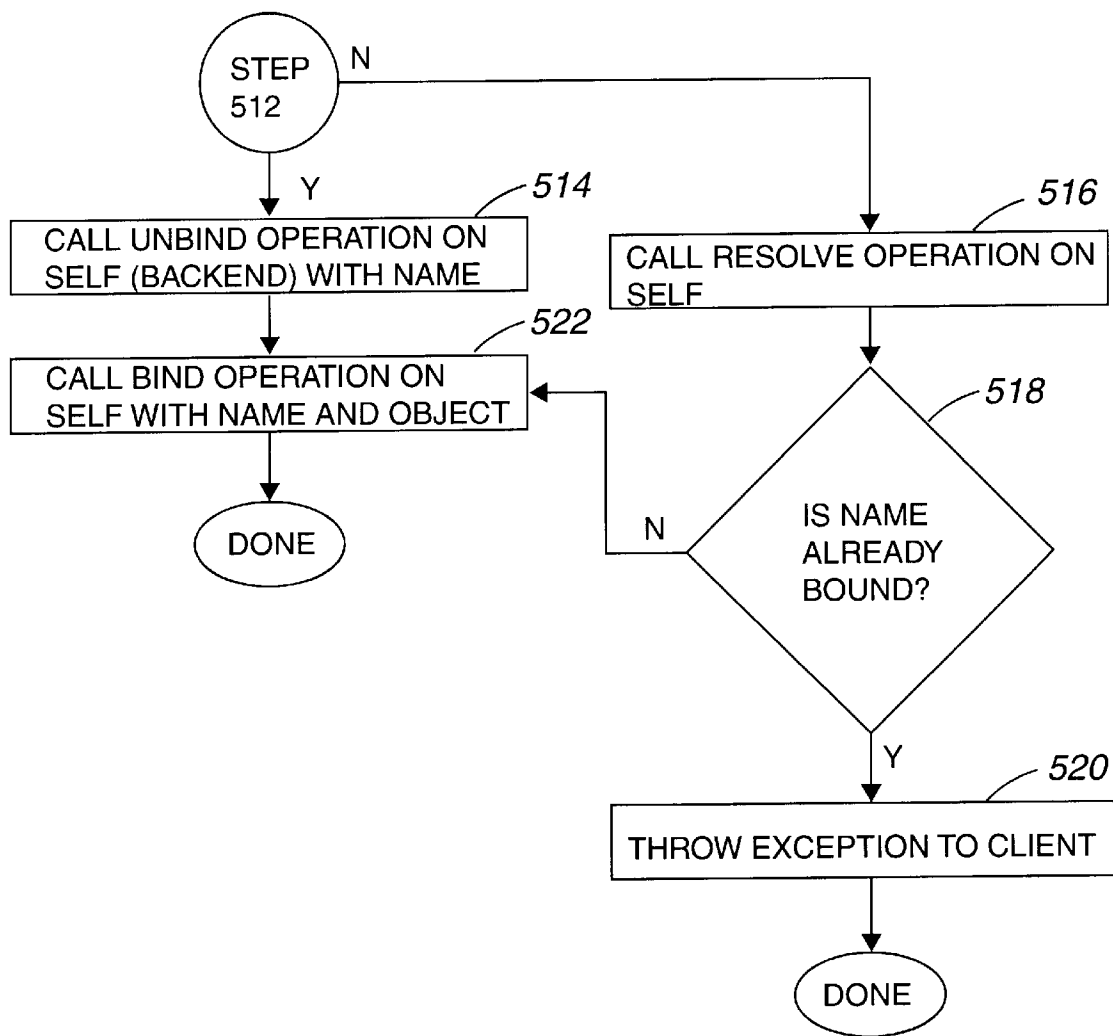 STEP
512
N
Y
514
CALL UNBIND OPERATION ON
SELF (BACKEND) WITH NAME
516
CALL RESOLVE OPERATION ON
SELF
522
CALL BIND OPERATION ON
SELF WITH NAME AND OBJECT
DONE
518
IS NAME
ALREADY
BOUND?
N
Y
520
THROW EXCEPTION TO CLIENT
DONE